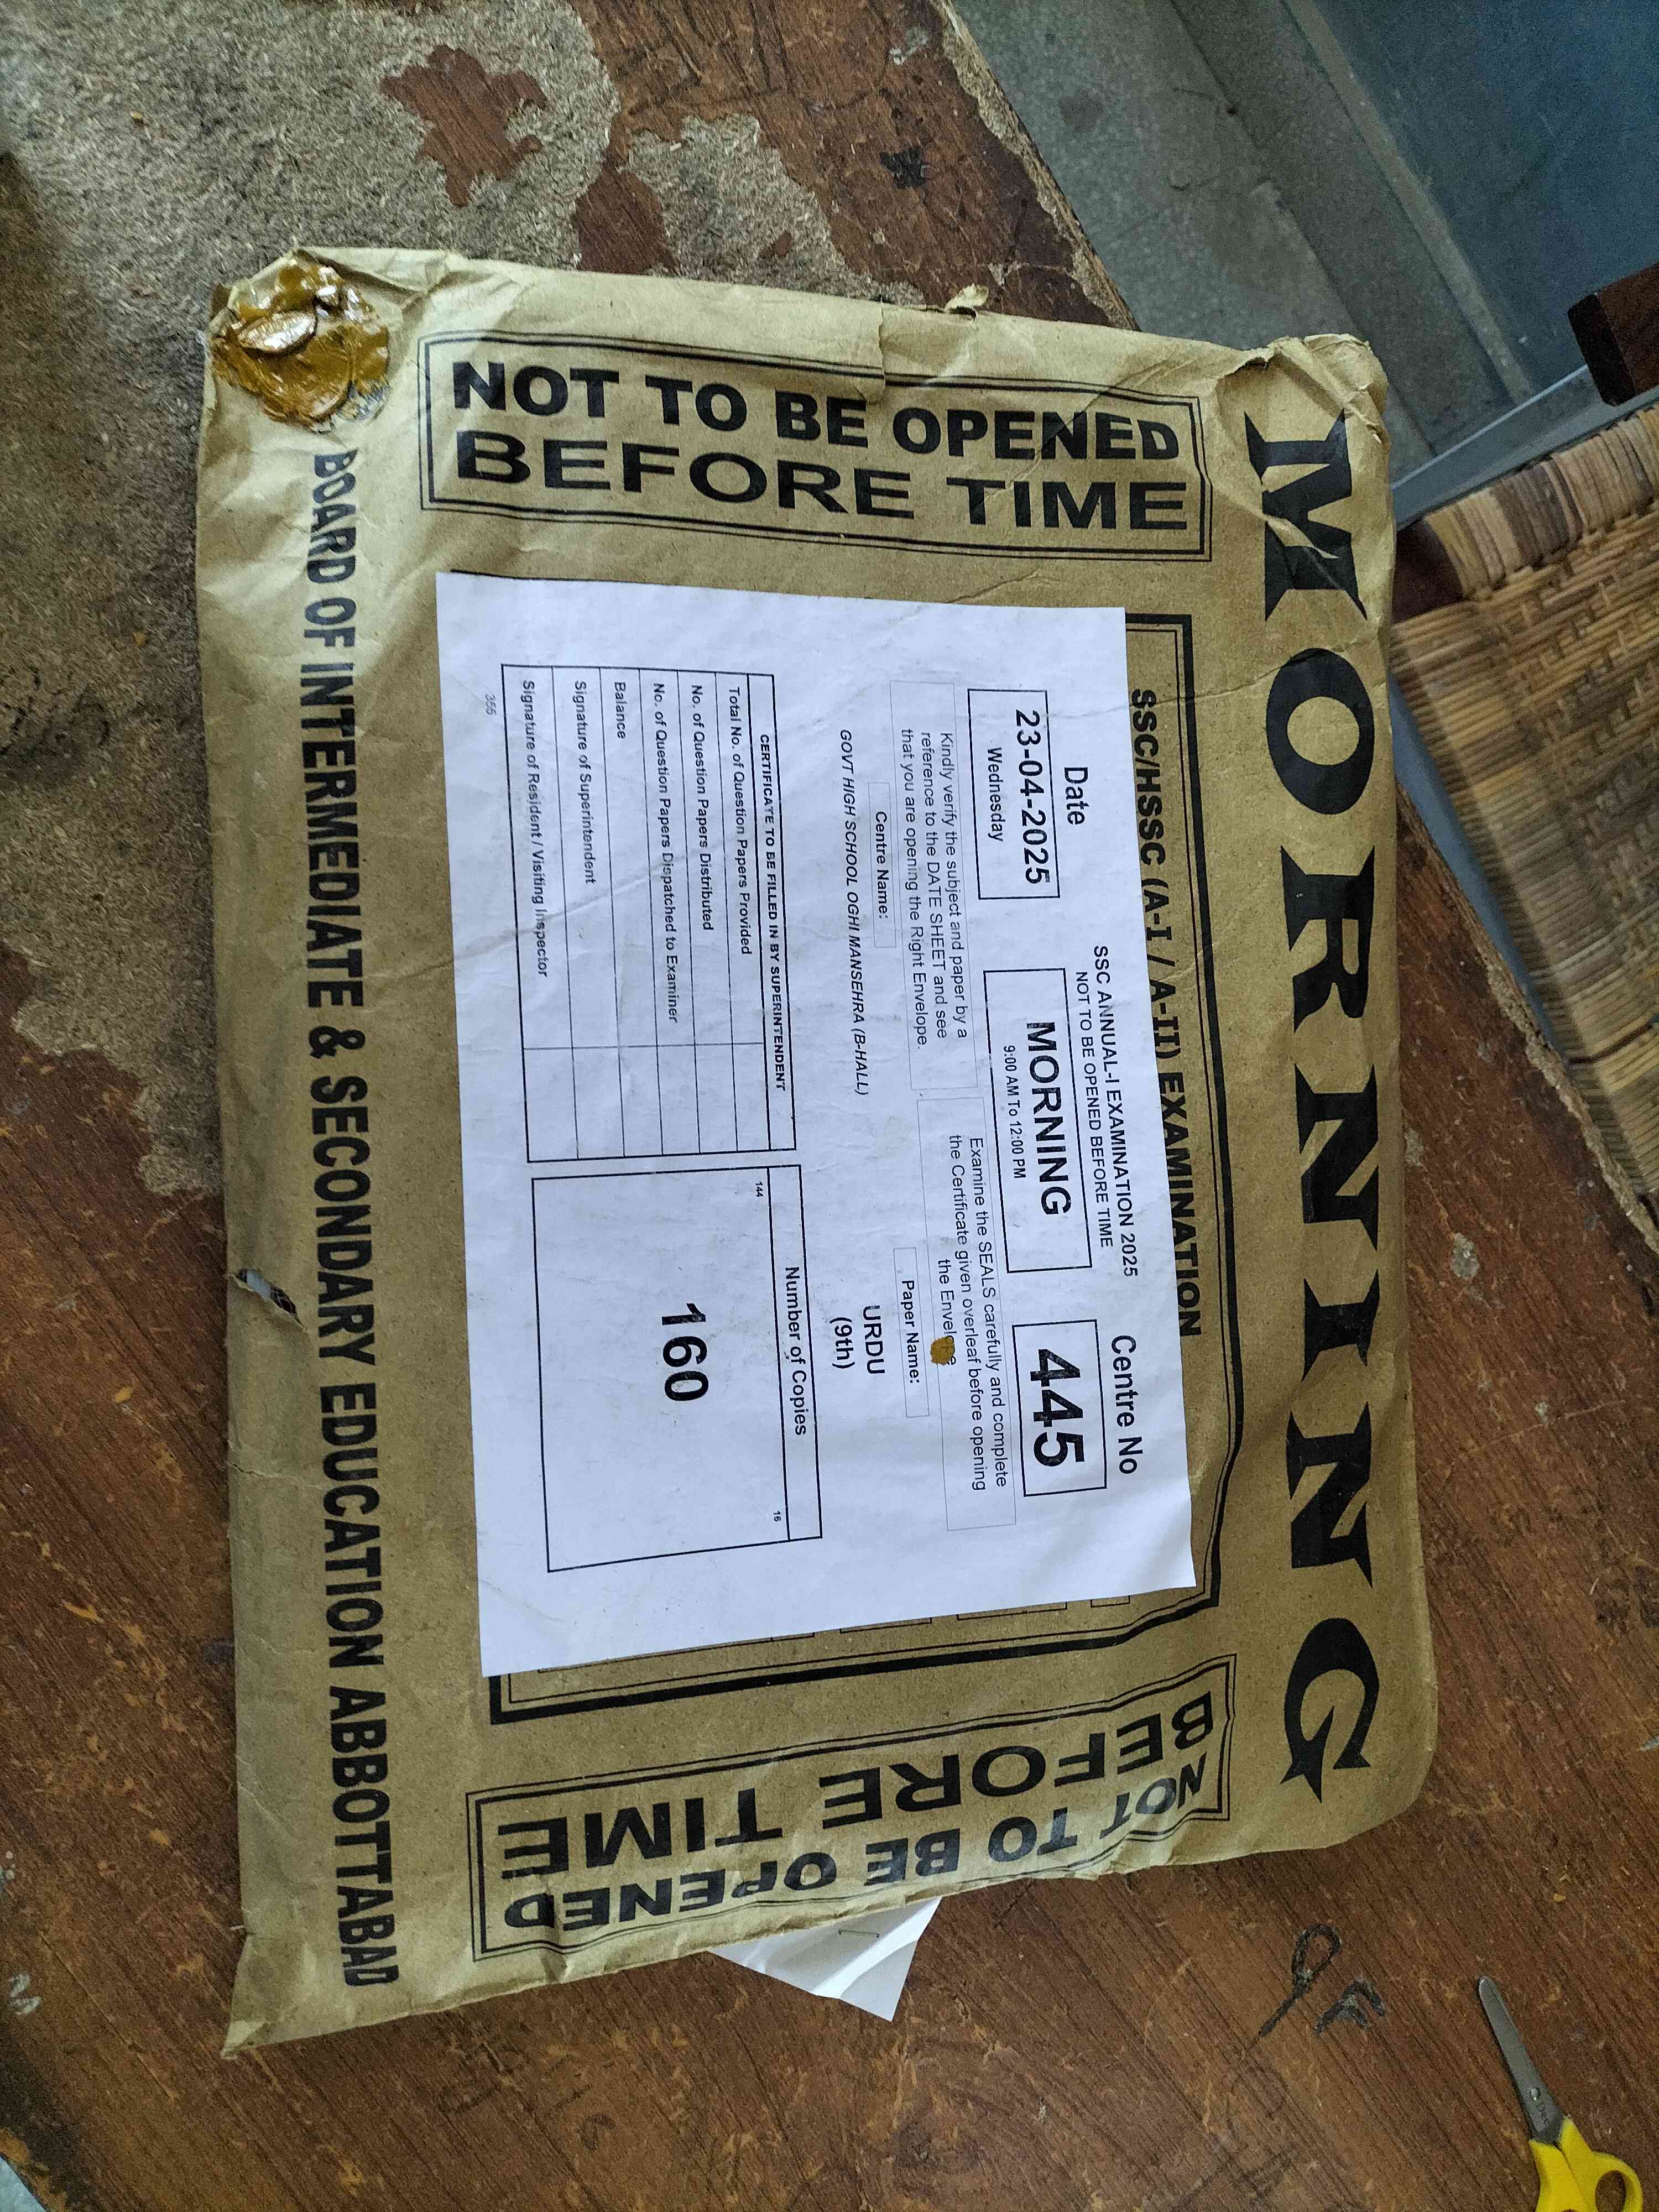 MORNING
SSC/HSSC (A-I / A-II) EXAMINATION
NOT TO BE OPENED
BEFORE TIME
SSC ANNUAL-I EXAMINATION 2025
NOT TO BE OPENED BEFORE TIME
Date
23-04-2025
Wednesday
MORNING
9:00 AM To 12:00 PM
Centre No
445
Kindly verify the subject and paper by a
reference to the DATE SHEET and see
that you are opening the Right Envelope.
Examine the SEALS carefully and complete
the Certificate given overleaf before opening
the Envelope
Centre Name:
GOVT HIGH SCHOOL OGHI MANSEHRA (B-HALL)
Paper Name:
URDU
(9th)
CERTIFICATE TO BE FILLED IN BY SUPERINTENDENT
Total No. of Question Papers Provided
No. of Question Papers Distributed
No. of Question Papers Dispatched to Examiner
Balance
Signature of Superintendent
Signature of Resident / Visiting Inspector
355
Number of Copies
144
16
160
NOT TO BE OPENED
BEFORE TIME
BOARD OF INTERMEDIATE & SECONDARY EDUCATION ABBOTTABAD